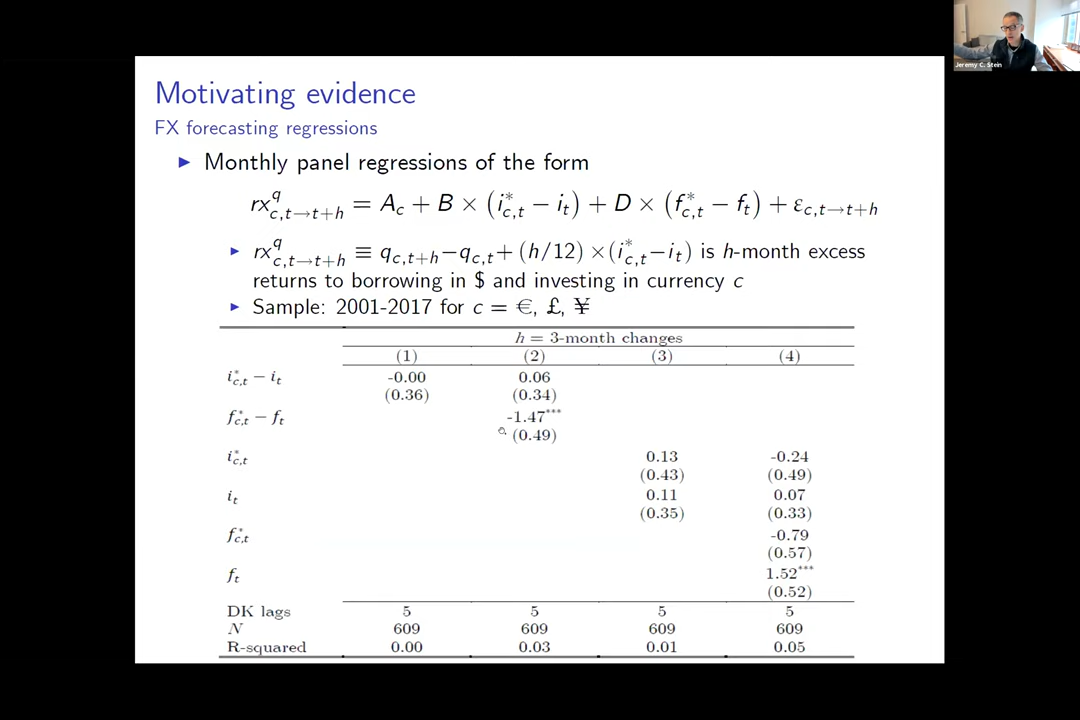 Jeremy C. Stein
Motivating evidence
FX forecasting regressions
▶ Monthly panel regressions of the form
rx^q_{c,t→t+h} = A_c + B × (i*_{c,t} − i_t) + D × (f*_{c,t} − f_t) + ε_{c,t→t+h}
▶ rx^q_{c,t→t+h} ≡ q_{c,t+h}−q_{c,t}+(h/12)×(i*_{c,t}−i_t) is h-month excess
returns to borrowing in $ and investing in currency c
▶ Sample: 2001-2017 for c = €, £, ¥
h = 3-month changes
(1) (2) (3) (4)
i*_{c,t} − i_t -0.00 0.06
(0.36) (0.34)
f*_{c,t} − f_t -1.47***
(0.49)
i*_{c,t} 0.13 -0.24
(0.43) (0.49)
i_t 0.11 0.07
(0.35) (0.33)
f*_{c,t} -0.79
(0.57)
f_t 1.52***
(0.52)
DK lags 5 5 5 5
N 609 609 609 609
R-squared 0.00 0.03 0.01 0.05